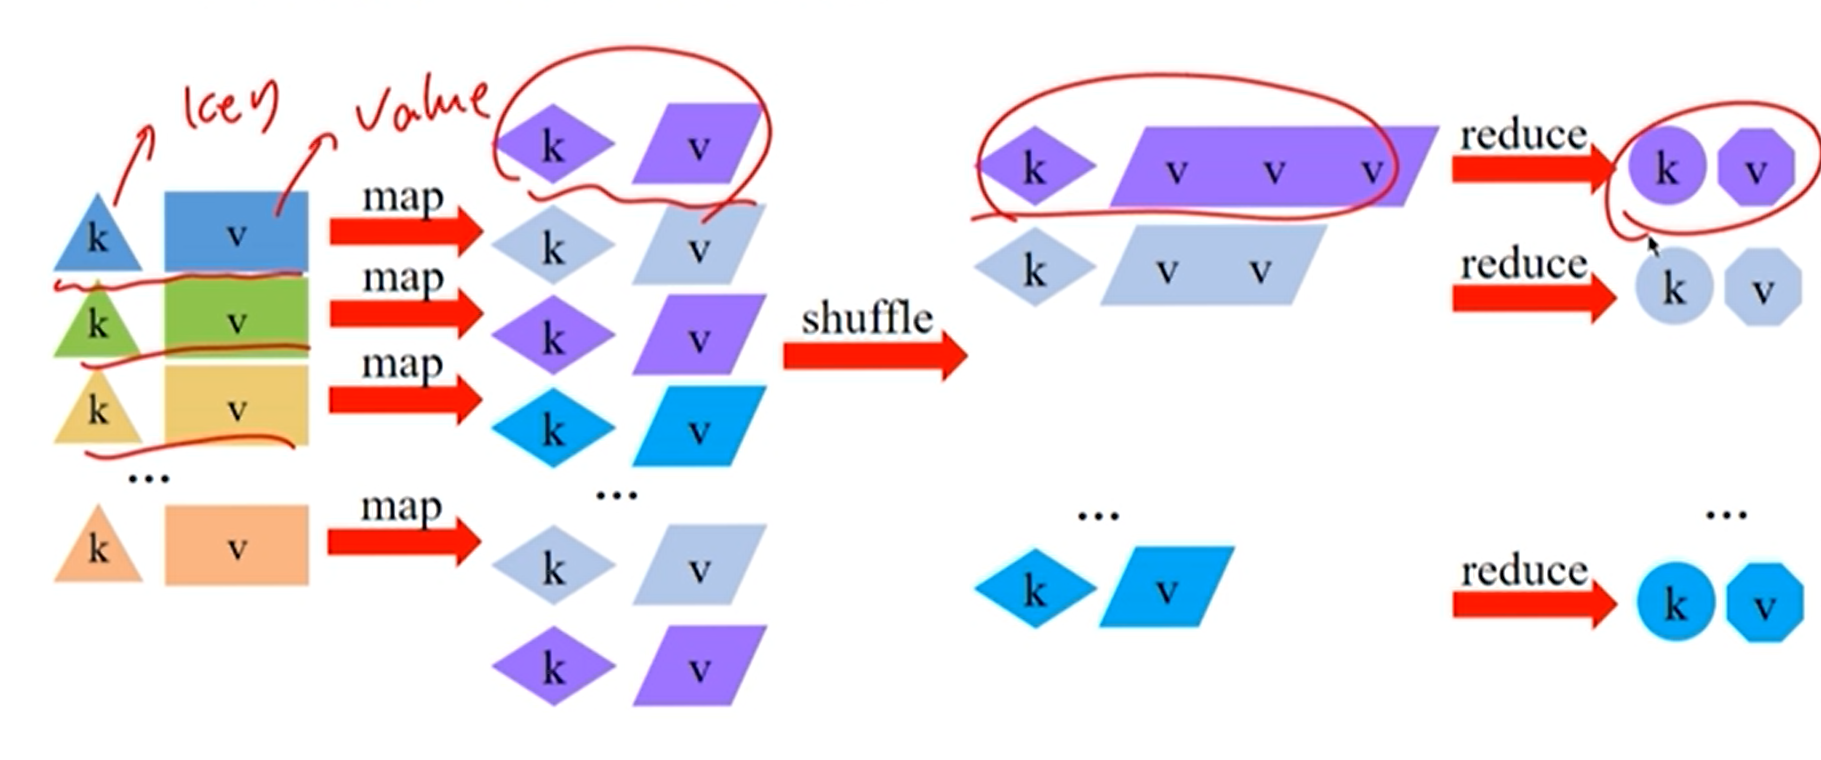 key value
k v map k v
k v map k v
k v map k v
k v
...
k v map
...
k v
k v
shuffle
k v v v reduce k v
k v v reduce k v
... ...
k v reduce k v